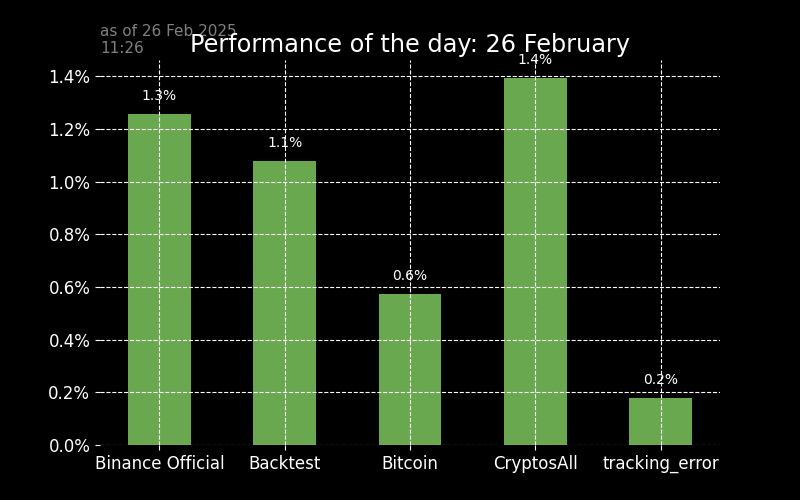 as of 26 Feb 2025
11:26
Performance of the day: 26 February
1.4%
1.2%
1.0%
0.8%
0.6%
0.4%
0.2%
0.0%
1.3%
1.1%
0.6%
1.4%
0.2%
Binance Official
Backtest
Bitcoin
CryptosAll
tracking_error